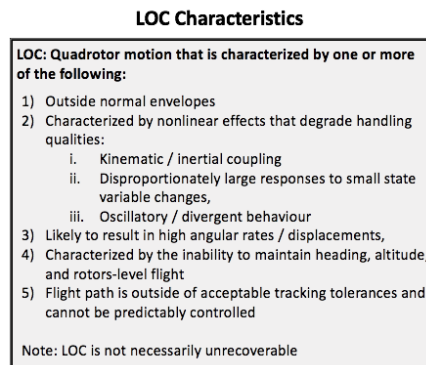 LOC Characteristics
LOC: Quadrotor motion that is characterized by one or more
of the following:
1) Outside normal envelopes
2) Characterized by nonlinear effects that degrade handling
qualities:
i. Kinematic / inertial coupling
ii. Disproportionately large responses to small state
variable changes,
iii. Oscillatory / divergent behaviour
3) Likely to result in high angular rates / displacements,
4) Characterized by the inability to maintain heading, altitude,
and rotors-level flight
5) Flight path is outside of acceptable tracking tolerances and
cannot be predictably controlled
Note: LOC is not necessarily unrecoverable